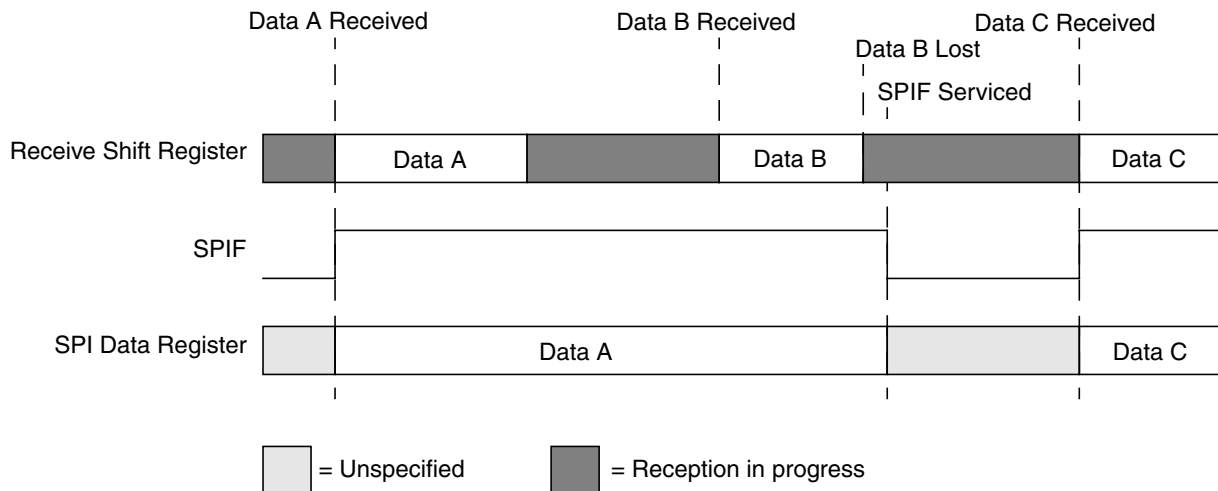 Data A Received
Data B Received
Data C Received
Data B Lost
SPIF Serviced
Receive Shift Register
Data A
Data B
Data C
SPIF
SPI Data Register
Data A
Data C
= Unspecified
= Reception in progress